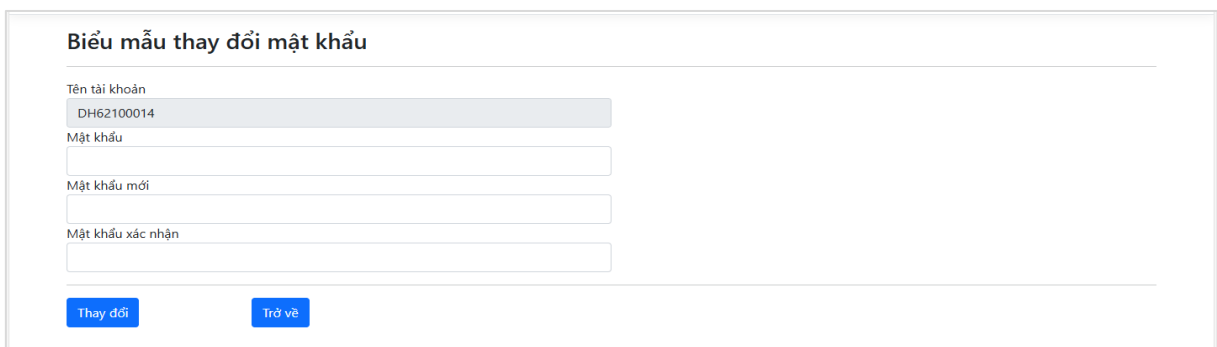 Biểu mẫu thay đổi mật khẩu
Tên tài khoản
DH62100014
Mật khẩu
Mật khẩu mới
Mật khẩu xác nhận
Thay đổi Trở về